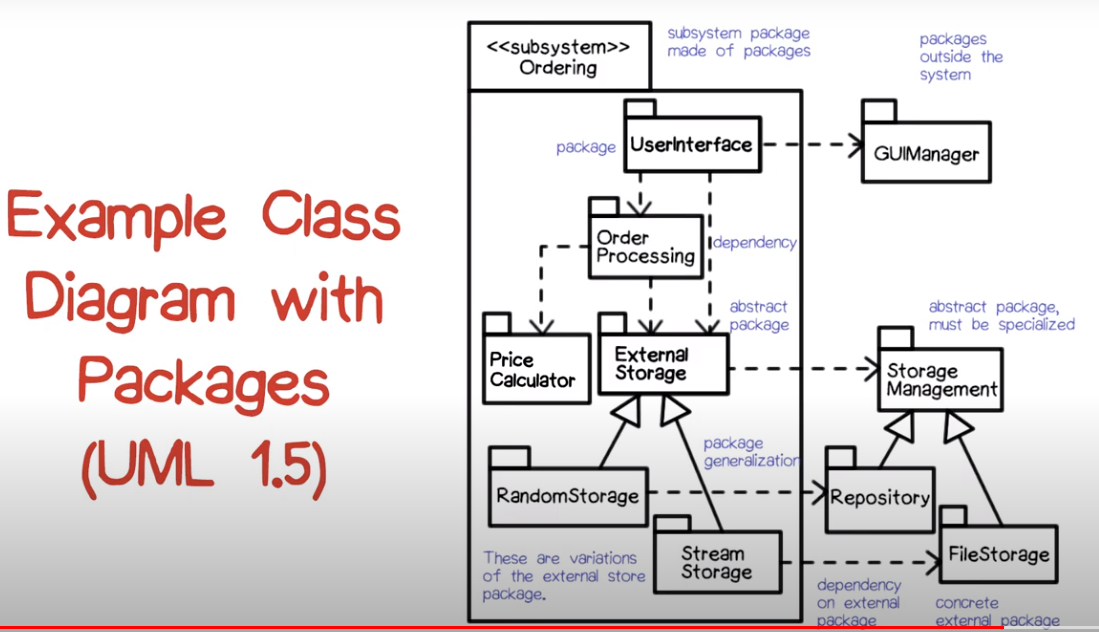 Example Class
Diagram with
Packages
(UML 1.5)
<<subsystem>>
Ordering
subsystem package
made of packages
packages
outside the
system
package
UserInterface
GUIManager
Order
Processing
dependency
abstract
package
abstract package,
must be specialized
Price
Calculator
External
Storage
Storage
Management
package
generalization
RandomStorage
Repository
These are variations
of the external store
package.
Stream
Storage
FileStorage
dependency
on external
package
concrete
external package